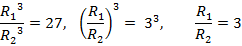 R₁³/R₂³ = 27, (R₁/R₂)³ = 3³, R₁/R₂ = 3